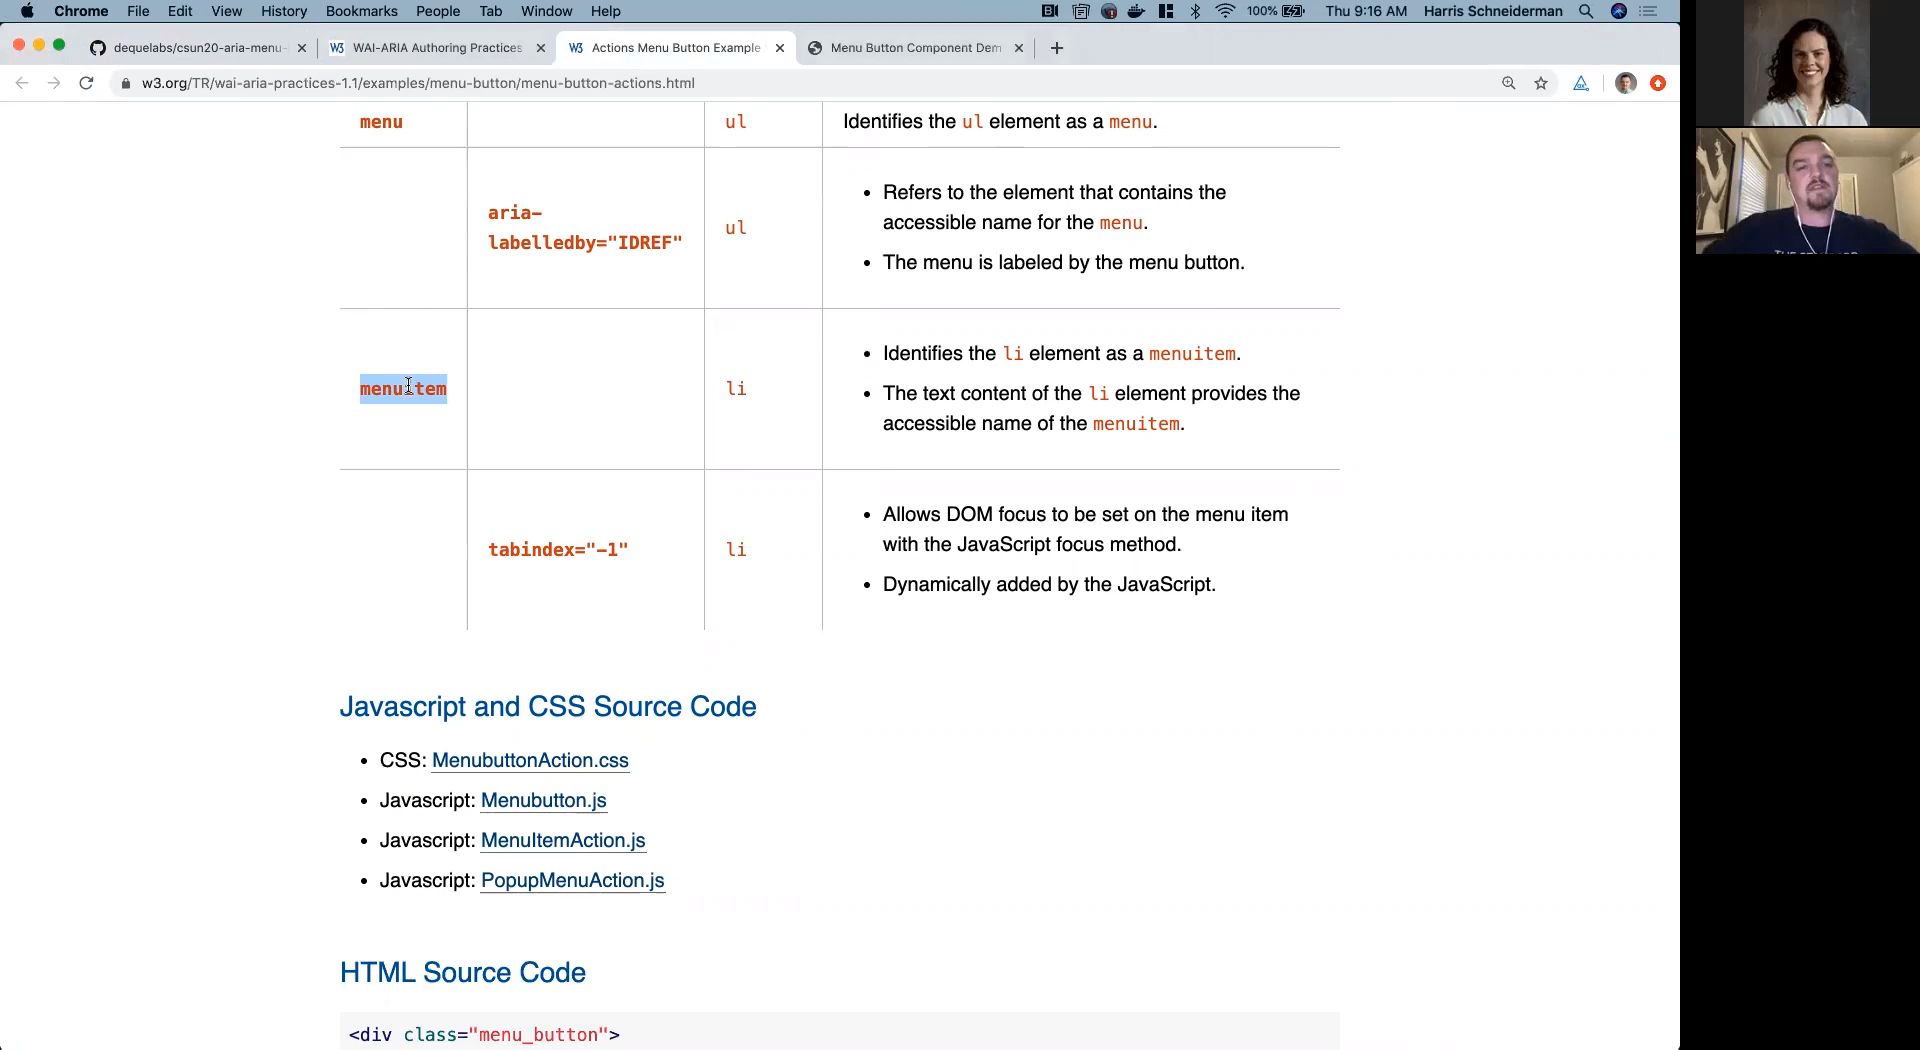 Chrome File Edit View History Bookmarks People Tab Window Help 100% Thu 9:16 AM Harris Schneiderman
dequelabs/csun20-aria-menu- WAI-ARIA Authoring Practices Actions Menu Button Example Menu Button Component Dem
w3.org/TR/wai-aria-practices-1.1/examples/menu-button/menu-button-actions.html
menu ul Identifies the ul element as a menu.
aria-
labelledby="IDREF" ul
• Refers to the element that contains the
accessible name for the menu.
• The menu is labeled by the menu button.
menuitem li
• Identifies the li element as a menuitem.
• The text content of the li element provides the
accessible name of the menuitem.
tabindex="-1" li
• Allows DOM focus to be set on the menu item
with the JavaScript focus method.
• Dynamically added by the JavaScript.
Javascript and CSS Source Code
• CSS: MenubuttonAction.css
• Javascript: Menubutton.js
• Javascript: MenuItemAction.js
• Javascript: PopupMenuAction.js
HTML Source Code
<div class="menu_button">